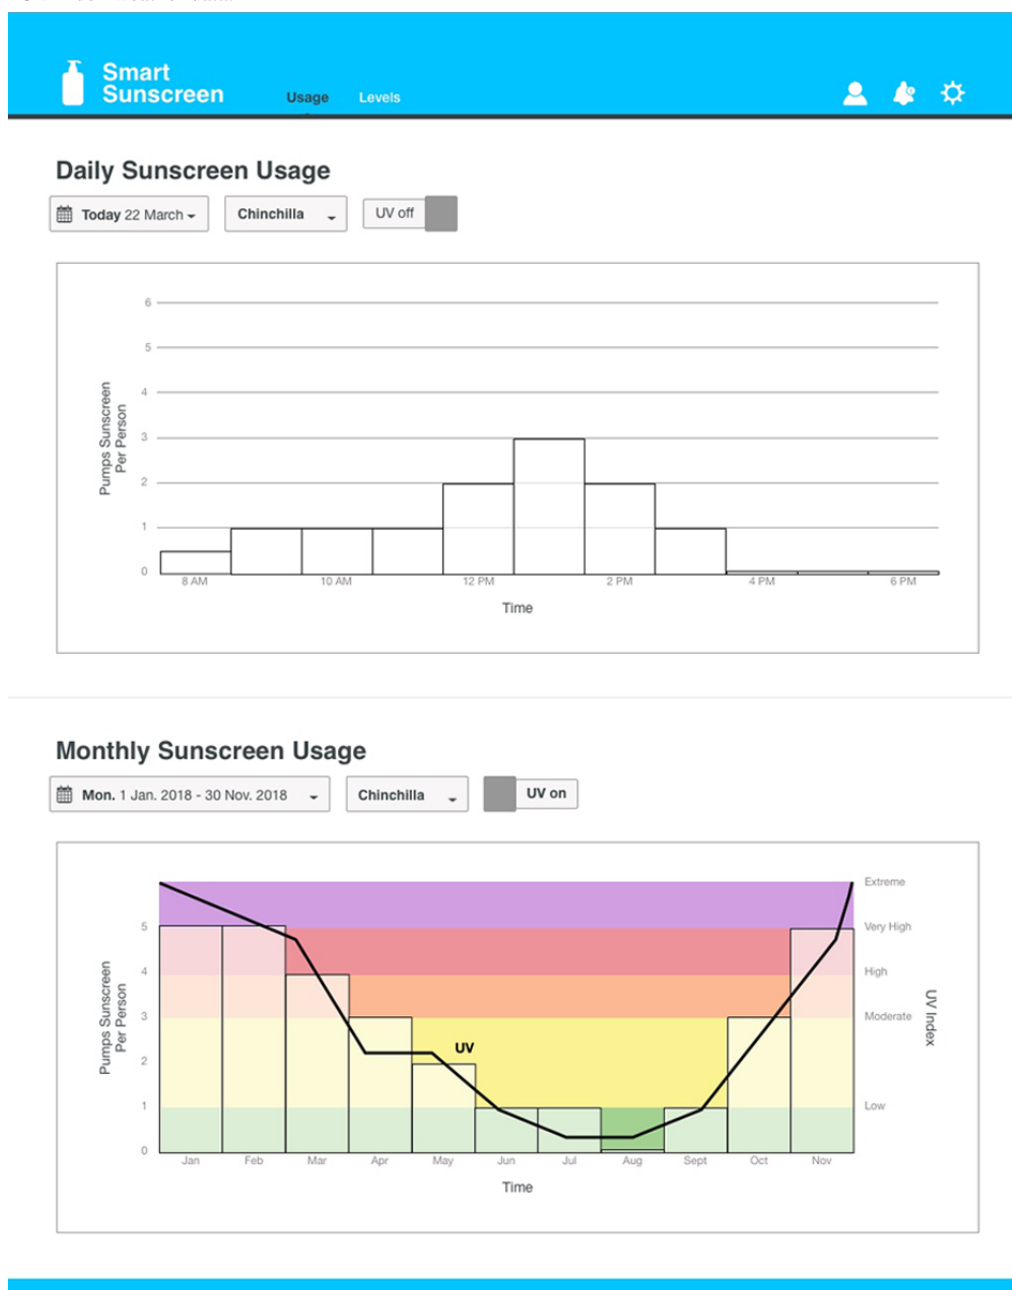 Smart
Sunscreen
Usage Levels
Daily Sunscreen Usage
Today 22 March
Chinchilla
UV off
6
5
4
3
2
1
0
Pumps Sunscreen
Per Person
8 AM 10 AM 12 PM 2 PM 4 PM 6 PM
Time
Monthly Sunscreen Usage
Mon. 1 Jan. 2018 - 30 Nov. 2018
Chinchilla
UV on
Extreme
5 Very High
4 High
3 Moderate
2
1 Low
0
Pumps Sunscreen
Per Person
UV
UV Index
Jan Feb Mar Apr May Jun Jul Aug Sept Oct Nov
Time